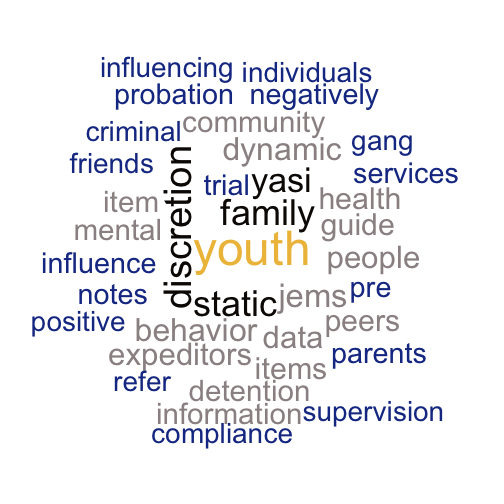 influencing individuals
probation negatively
criminal community
friends dynamic gang
discretion trial yasi services
item family health
mental youth guide
influence people
notes static jems pre
positive behavior data peers
expeditors items parents
refer detention
information supervision
compliance